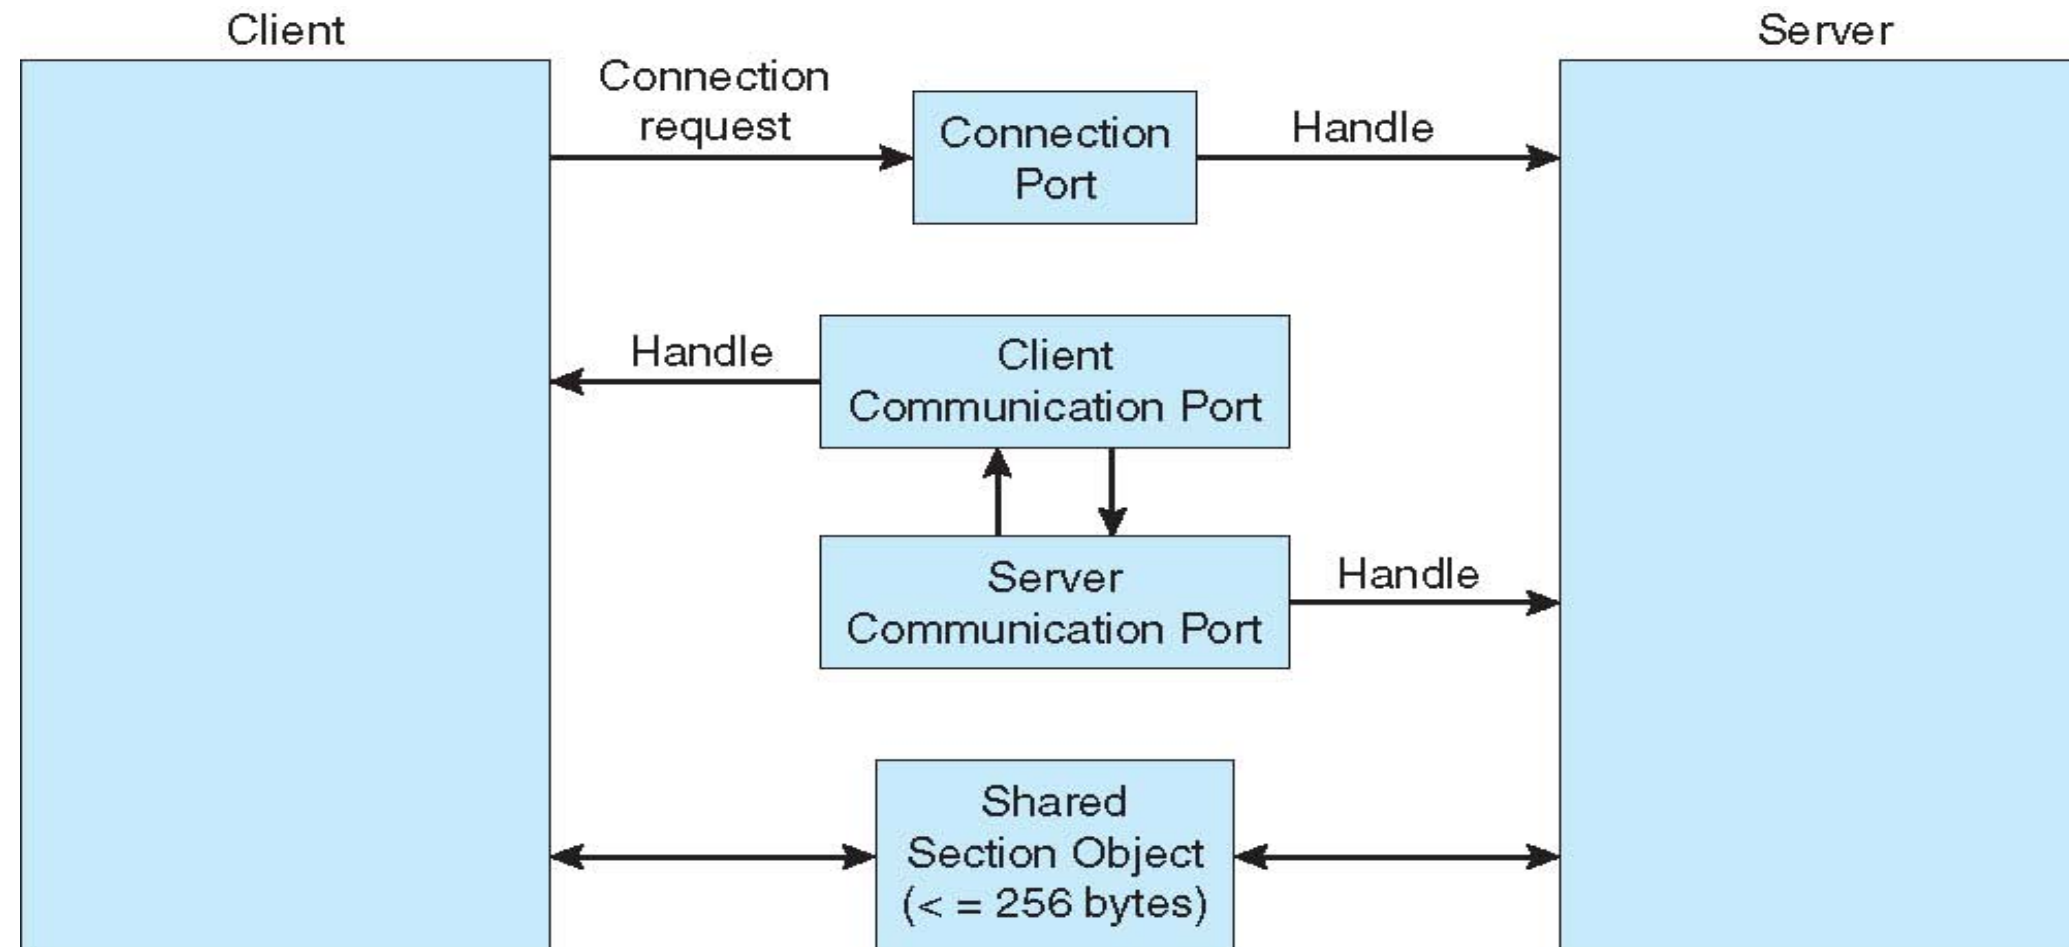 Client
Server
Connection
request
Connection
Port
Handle
Handle
Client
Communication Port
Server
Communication Port
Handle
Shared
Section Object
(< = 256 bytes)